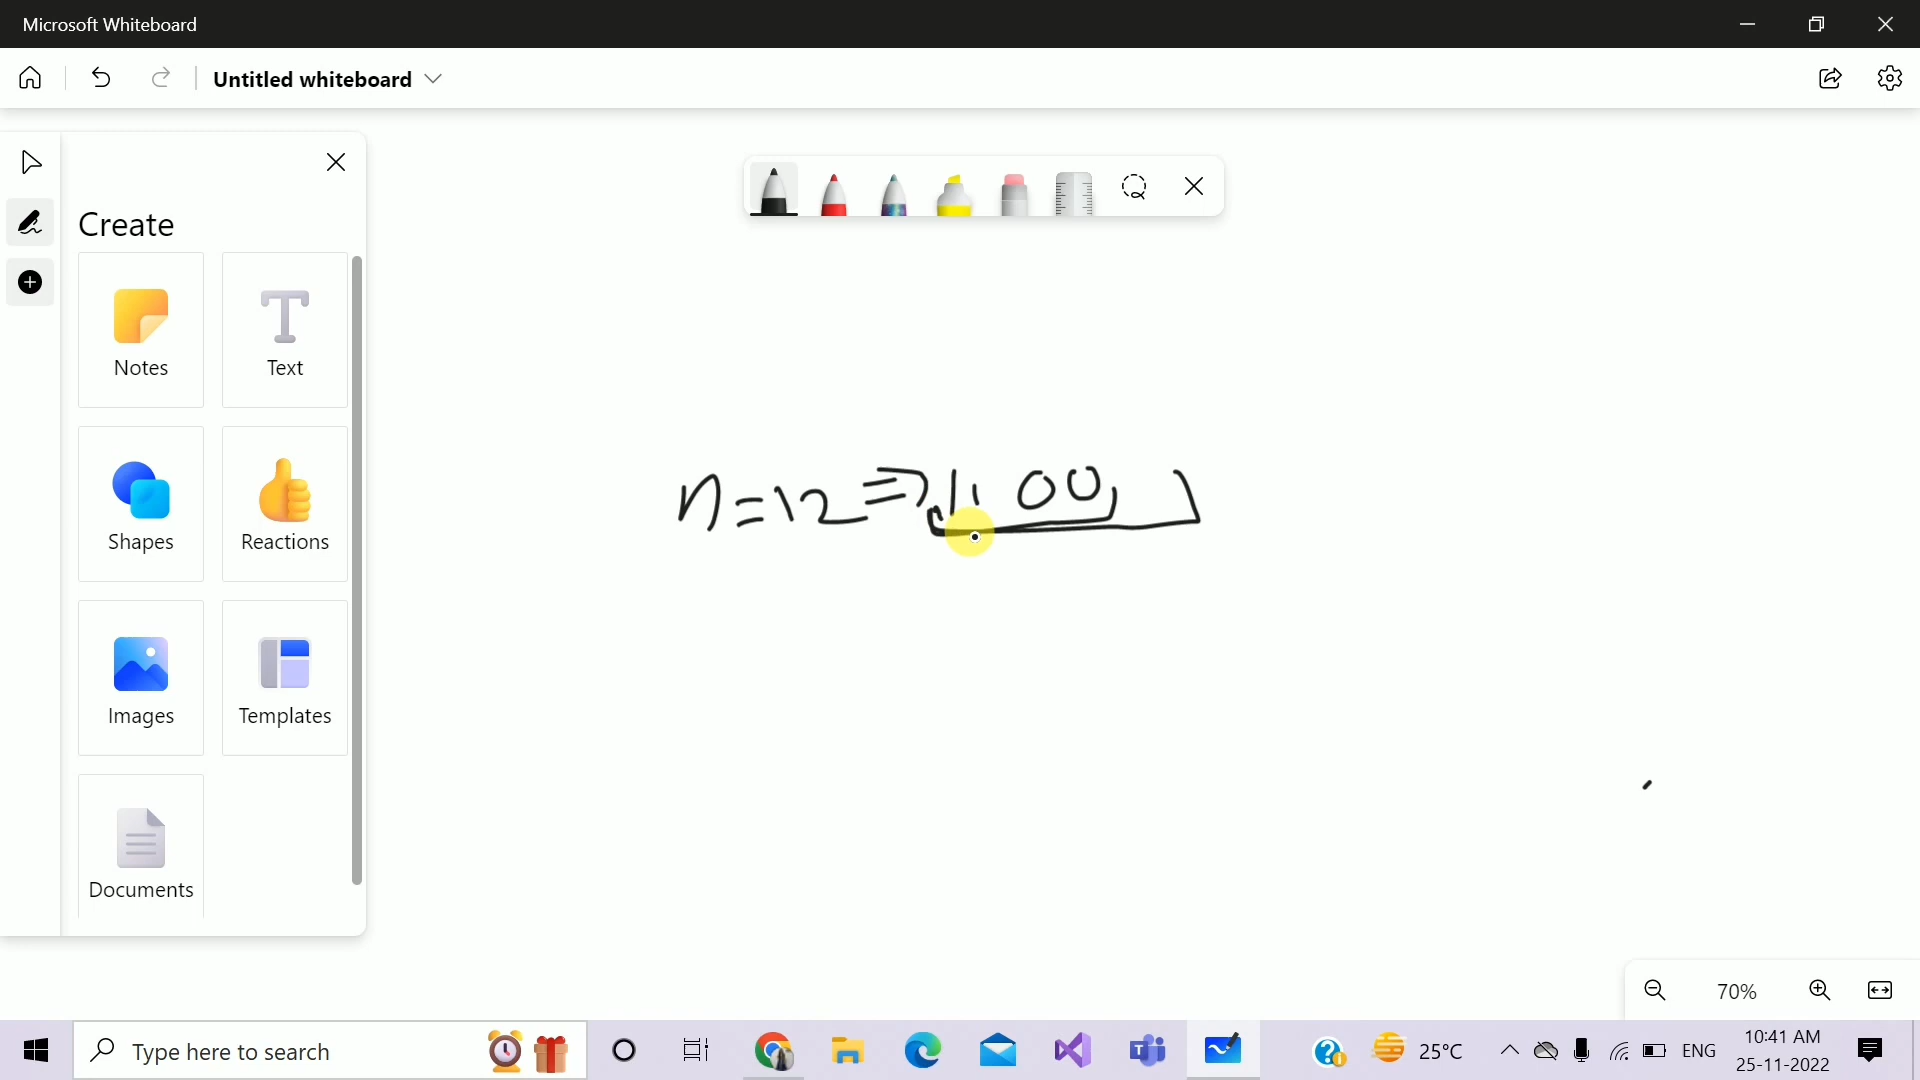 Microsoft Whiteboard
Untitled whiteboard
Create
Notes
Text
n=12 ⇒ 1100
Shapes
Reactions
Images
Templates
Documents
70%
Type here to search
25°C
ENG
10:41 AM
25-11-2022